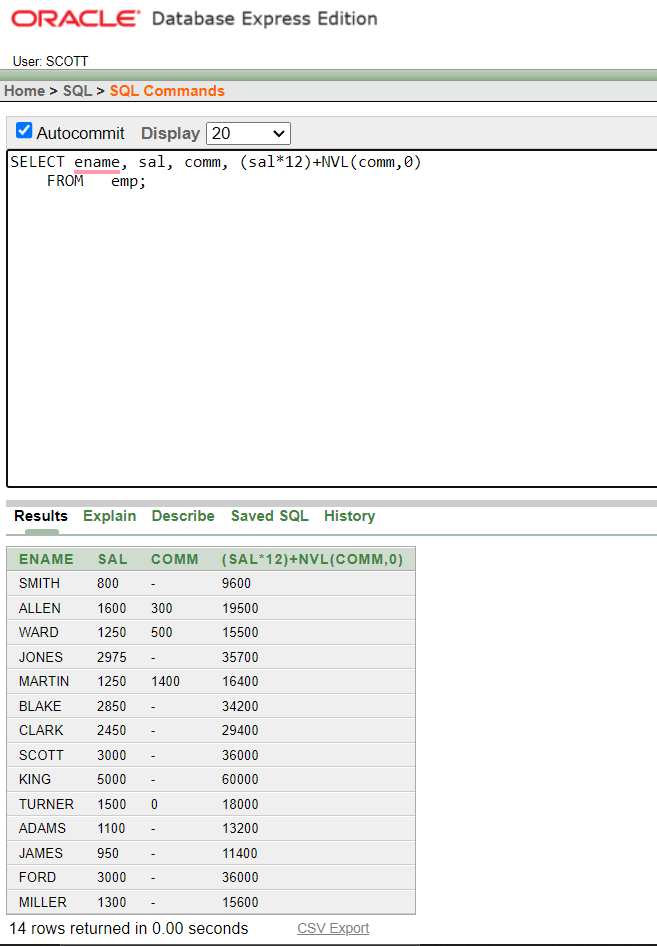 ORACLE® Database Express Edition
User: SCOTT
Home > SQL > SQL Commands
Autocommit Display 20
SELECT ename, sal, comm, (sal*12)+NVL(comm,0)
FROM emp;
Results Explain Describe Saved SQL History
ENAME SAL COMM (SAL*12)+NVL(COMM,0)
SMITH 800 - 9600
ALLEN 1600 300 19500
WARD 1250 500 15500
JONES 2975 - 35700
MARTIN 1250 1400 16400
BLAKE 2850 - 34200
CLARK 2450 - 29400
SCOTT 3000 - 36000
KING 5000 - 60000
TURNER 1500 0 18000
ADAMS 1100 - 13200
JAMES 950 - 11400
FORD 3000 - 36000
MILLER 1300 - 15600
14 rows returned in 0.00 seconds CSV Export